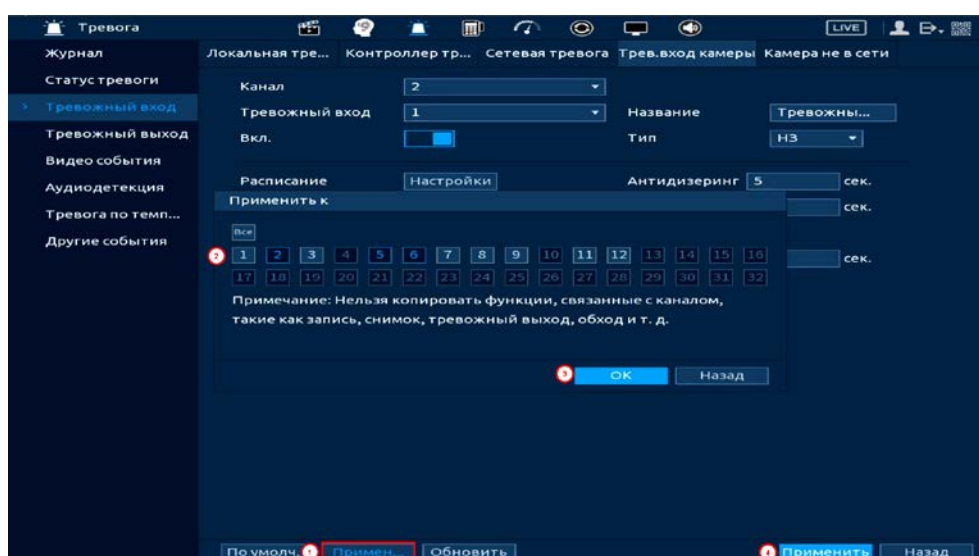 Тревога
LIVE
Журнал
Статус тревоги
Тревожный вход
Тревожный выход
Видео события
Аудиодетекция
Тревога по темп...
Другие события
Локальная тре... Контроллер тр... Сетевая тревога Трев.вход камеры Камера не в сети
Канал 2
Тревожный вход 1 Название Тревожны...
Вкл. Тип НЗ
Расписание Настройки Антидизеринг 5 сек.
Применить к
сек.
Все
2 1 2 3 4 5 6 7 8 9 10 11 12 13 14 15 16
сек.
17 18 19 20 21 22 23 24 25 26 27 28 29 30 31 32
Примечание: Нельзя копировать функции, связанные с каналом,
такие как запись, снимок, тревожный выход, обход и т. д.
3 OK Назад
По умолч. 1 Примен... Обновить 4 Применить Назад